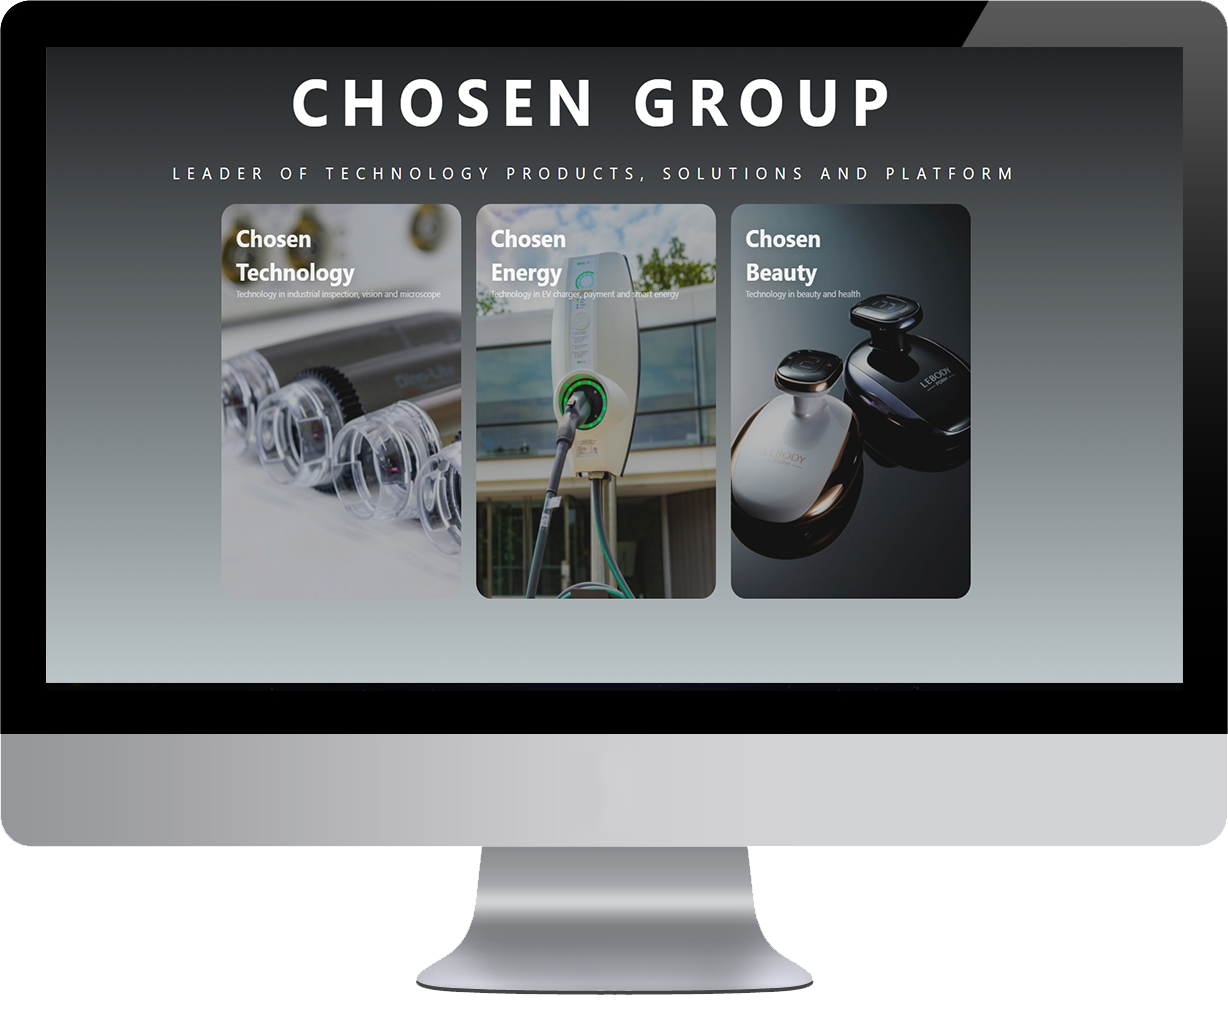 CHOSEN GROUP
LEADER OF TECHNOLOGY PRODUCTS, SOLUTIONS AND PLATFORM
Chosen
Technology
Technology in industrial inspection, vision and microscope
Dino-Lite
Chosen
Energy
Technology in EV charger, payment and smart energy
Chosen
Beauty
Technology in beauty and health
LEBODY
FORM
LEBODY